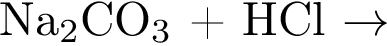 Na₂CO₃ + HCl →